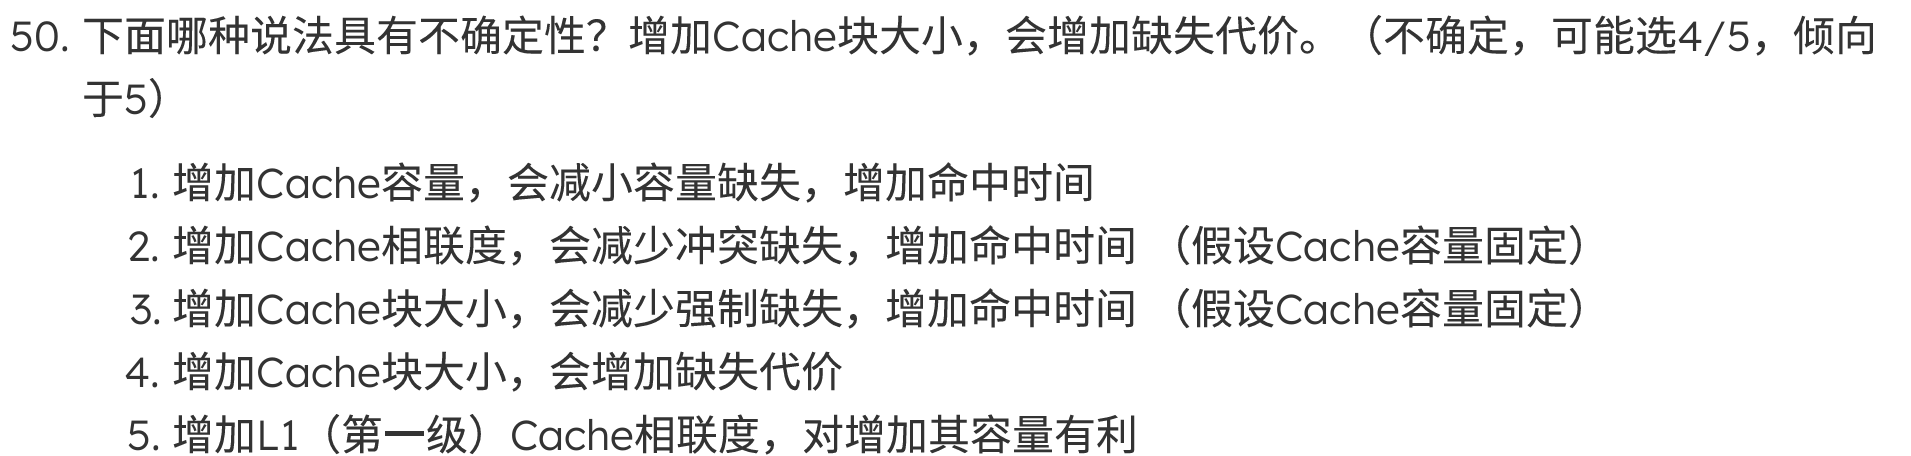 50. 下面哪种说法具有不确定性？增加Cache块大小，会增加缺失代价。（不确定，可能选4/5，倾向
于5）
1. 增加Cache容量，会减小容量缺失，增加命中时间
2. 增加Cache相联度，会减少冲突缺失，增加命中时间 （假设Cache容量固定）
3. 增加Cache块大小，会减少强制缺失，增加命中时间 （假设Cache容量固定）
4. 增加Cache块大小，会增加缺失代价
5. 增加L1（第一级）Cache相联度，对增加其容量有利